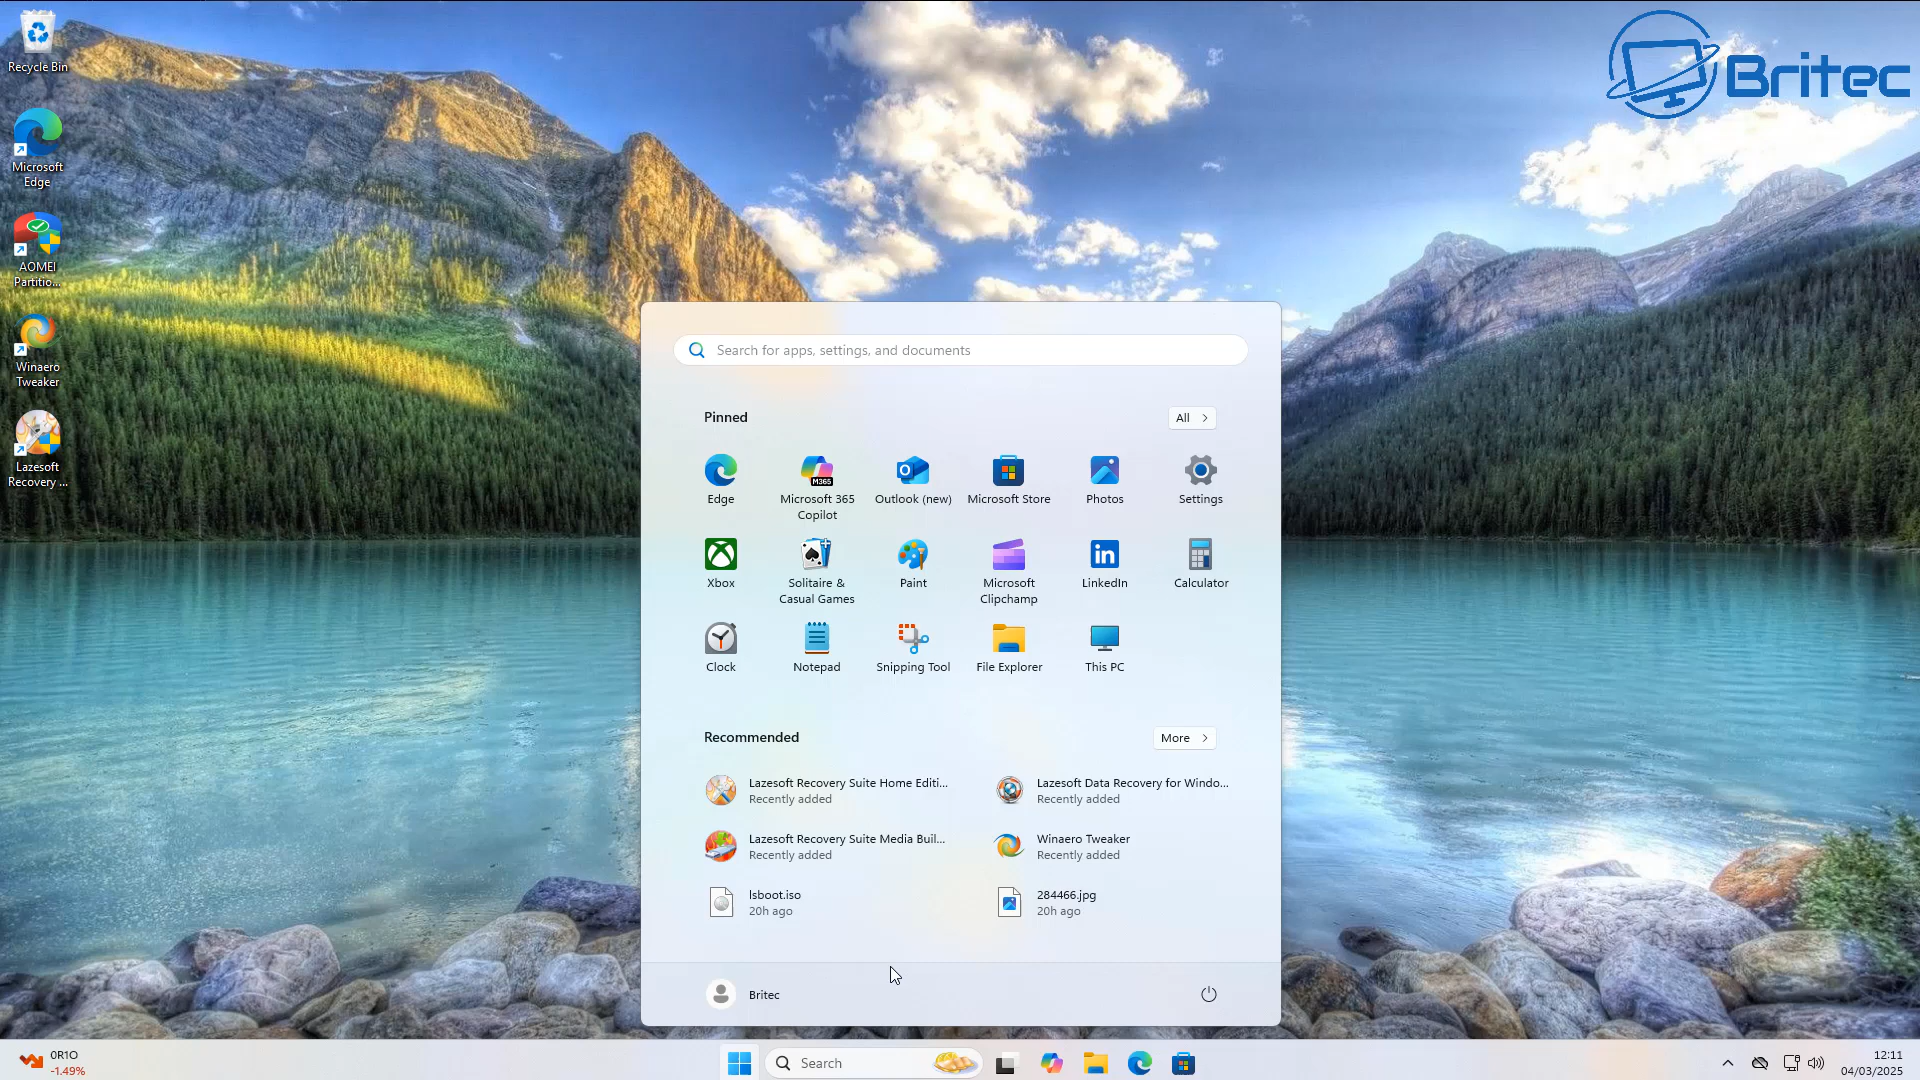 Recycle Bin
Britec
Microsoft
Edge
AOMEI
Partitio...
Winaero
Tweaker
Lazesoft
Recovery ...
Search for apps, settings, and documents
Pinned
All
Edge
Microsoft 365
Copilot
M365
Outlook (new)
Microsoft Store
Photos
Settings
Xbox
Solitaire &
Casual Games
Paint
Microsoft
Clipchamp
LinkedIn
Calculator
Clock
Notepad
Snipping Tool
File Explorer
This PC
Recommended
More
Lazesoft Recovery Suite Home Editi...
Recently added
Lazesoft Data Recovery for Windo...
Recently added
Lazesoft Recovery Suite Media Buil...
Recently added
Winaero Tweaker
Recently added
lsboot.iso
20h ago
284466.jpg
20h ago
Britec
0R1O
-1.49%
Search
12:11
04/03/2025